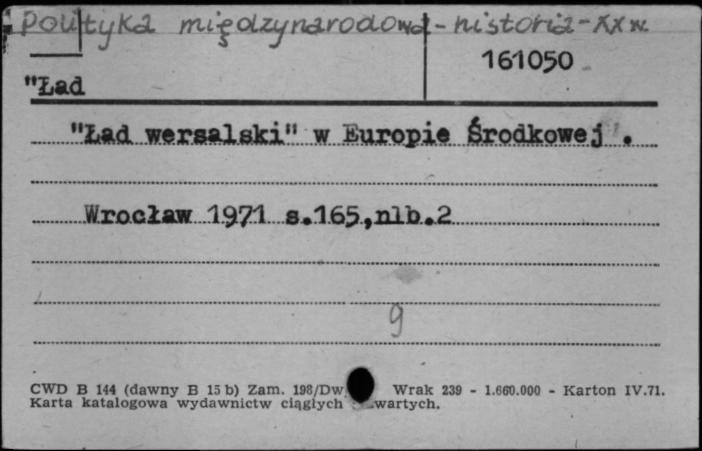 Polityka międzynarodowa - historia - XX w.
161050
"Ład
"Ład wersalski" w Europie Środkowej .
Wrocław 1971 s.165,nlb.2
9
CWD B 144 (dawny B 15 b) Zam. 198/Dw Wrak 239 - 1.660.000 - Karton IV.71.
Karta katalogowa wydawnictw ciągłych wartych.